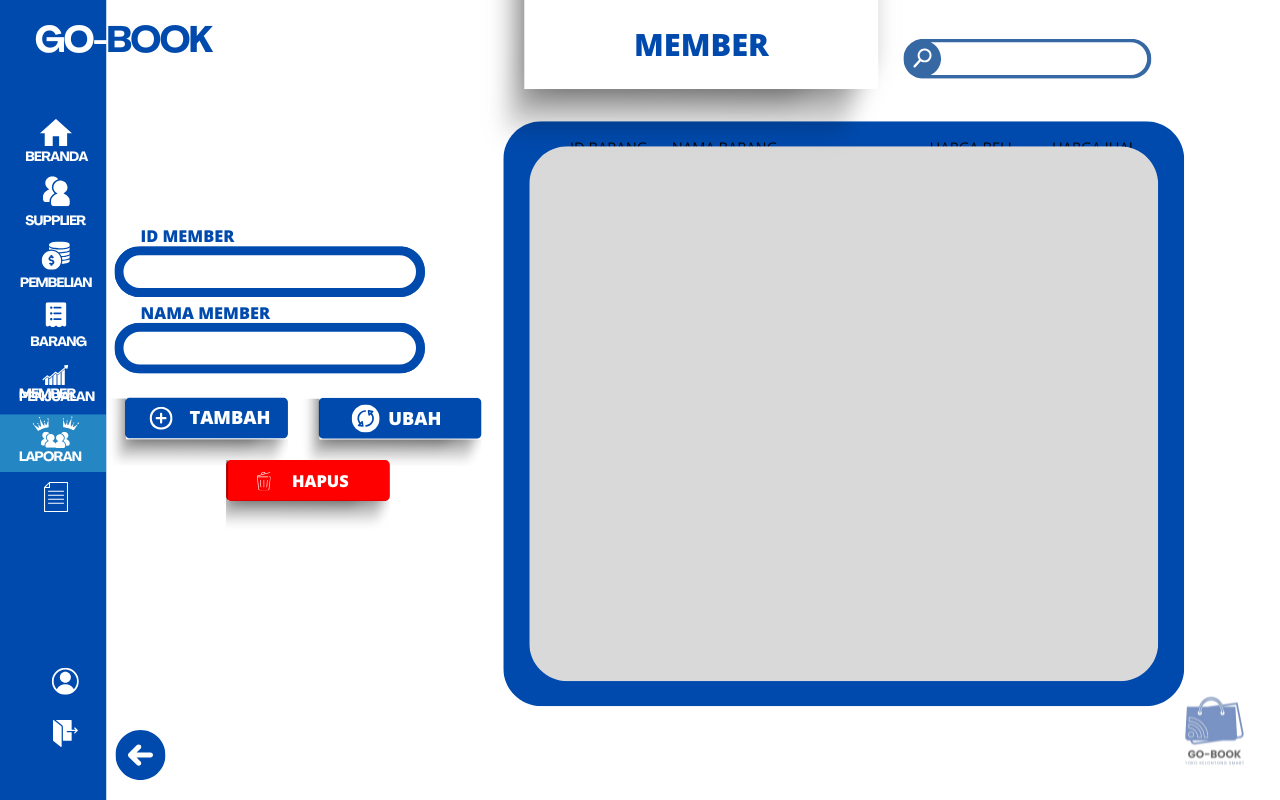 GO-BOOK
MEMBER
ID BARANG NAMA BARANG HARGA BELI HARGA JUAL
BERANDA
SUPPLIER
PEMBELIAN
BARANG
MEMBER
PENJUALAN
LAPORAN
ID MEMBER
NAMA MEMBER
TAMBAH
UBAH
HAPUS
GO-BOOK